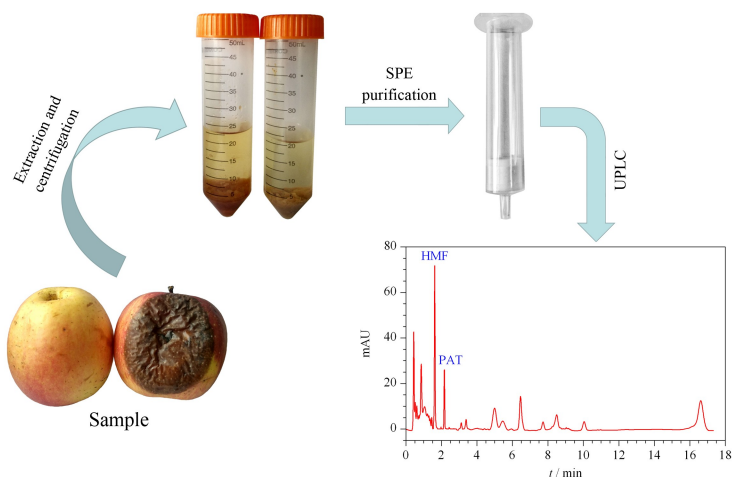 Extraction and
centrifugation
50mL
45
40
35
30
25
20
15
10
5
50mL
45
40
35
30
25
20
15
10
5
SPE
purification
UPLC
Sample
80
60
40
20
0
mAU
HMF
PAT
0 2 4 6 8 10 12 14 16 18
t / min